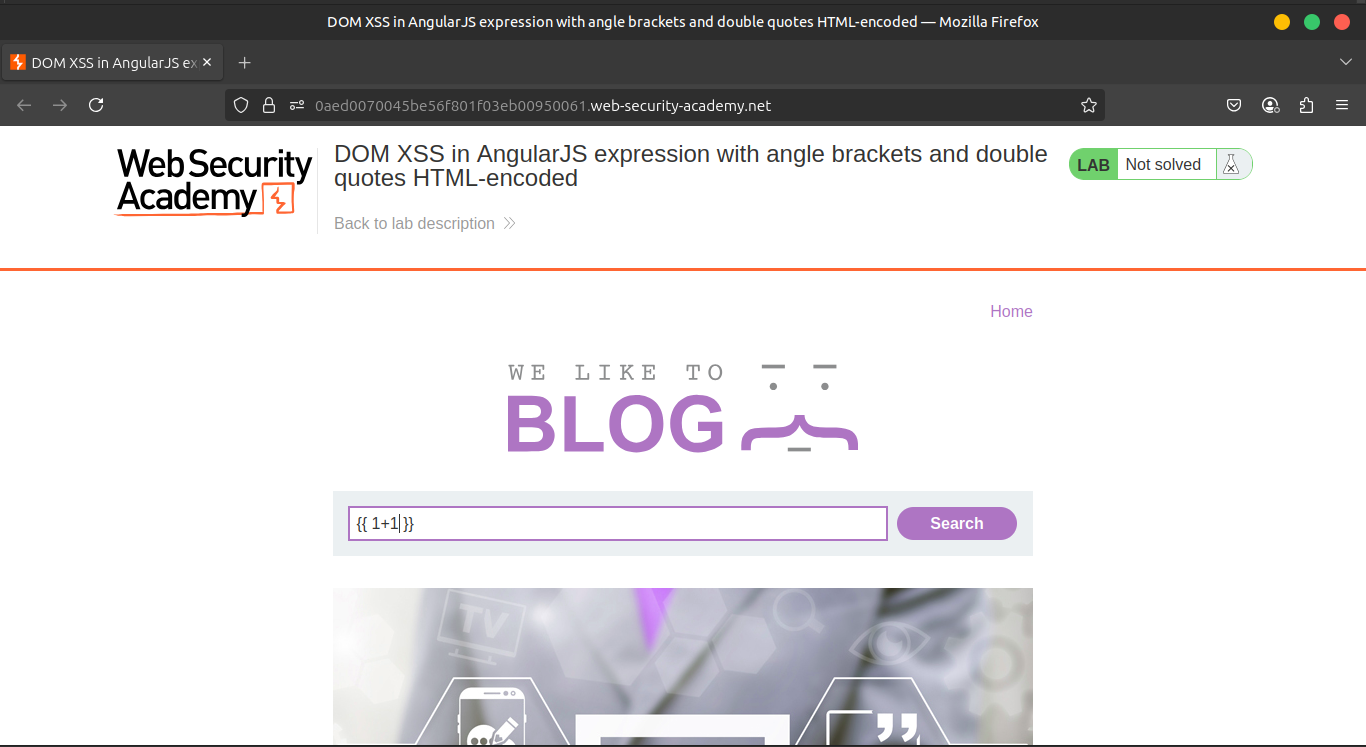 DOM XSS in AngularJS expression with angle brackets and double quotes HTML-encoded — Mozilla Firefox
DOM XSS in AngularJS ex
0aed0070045be56f801f03eb00950061.web-security-academy.net
Web Security
Academy
DOM XSS in AngularJS expression with angle brackets and double
quotes HTML-encoded
LAB Not solved
Back to lab description
Home
WE LIKE TO
BLOG
{{ 1+1 }}
Search
TV